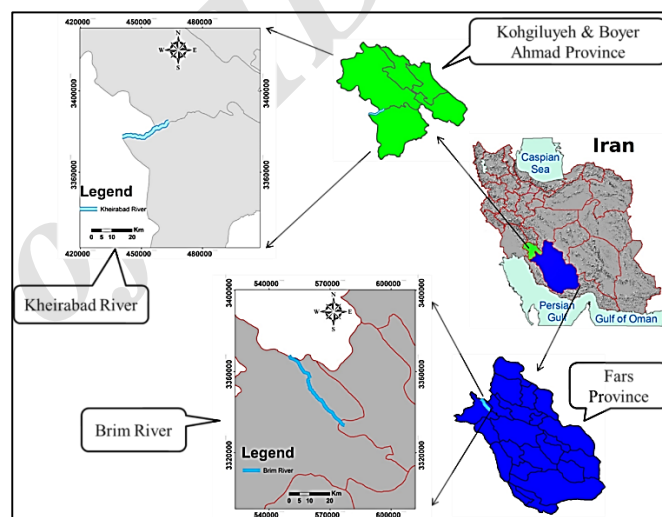 420000 450000 480000
N
W E
S
3400000
3400000
3360000
3360000
Legend
Kheirabad River
0 5 10 20
Km
420000 450000 480000
Kheirabad River
Kohgiluyeh & Boyer
Ahmad Province
Iran
Caspian
Sea
Persian
Gulf
Gulf of Oman
540000 570000 600000
3400000
3400000
N
W E
S
3360000
3360000
3320000
3320000
Legend
Brim River
0 5 10 20
Km
540000 570000 600000
Brim River
Fars
Province